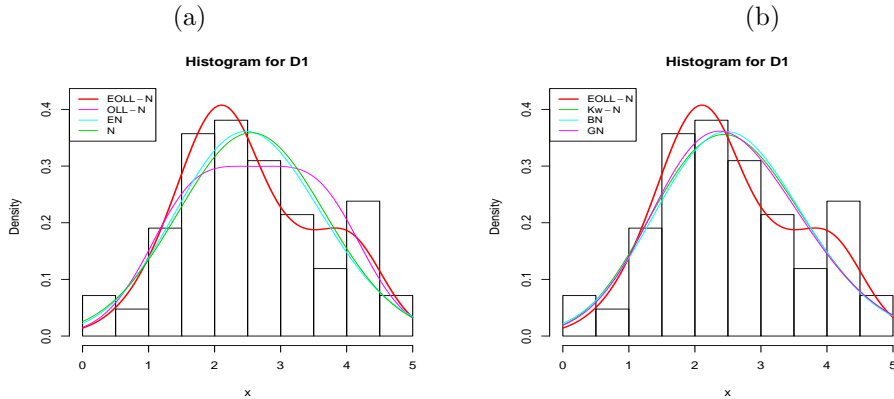 (a)
Histogram for D1
EOLL−N
OLL−N
EN
N
Density
0.4
0.3
0.2
0.1
0.0
0 1 2 3 4 5
x
(b)
Histogram for D1
EOLL−N
Kw−N
BN
GN
Density
0.4
0.3
0.2
0.1
0.0
0 1 2 3 4 5
x